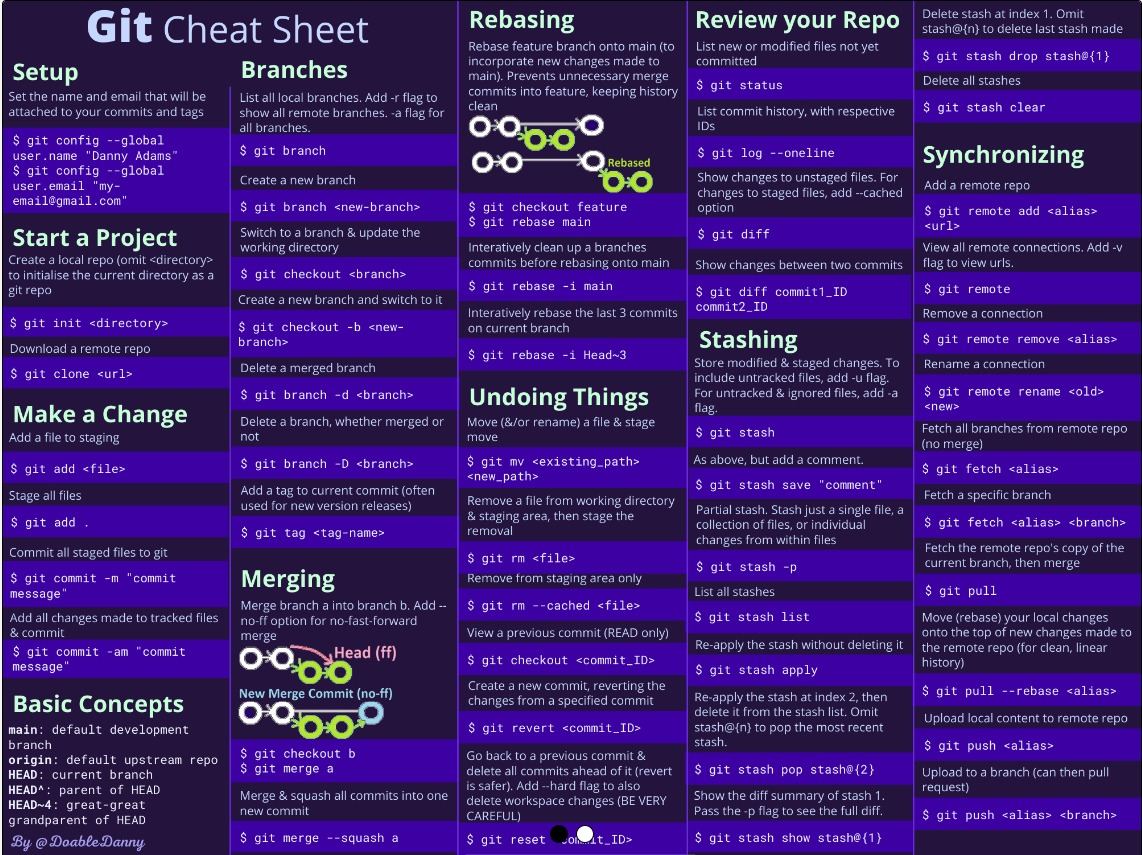 Git Cheat Sheet
Setup
Set the name and email that will be
attached to your commits and tags
$ git config --global
user.name "Danny Adams"
$ git config --global
user.email "my-
email@gmail.com"
Start a Project
Create a local repo (omit <directory>
to initialise the current directory as a
git repo
$ git init <directory>
Download a remote repo
$ git clone <url>
Make a Change
Add a file to staging
$ git add <file>
Stage all files
$ git add .
Commit all staged files to git
$ git commit -m "commit
message"
Add all changes made to tracked files
& commit
$ git commit -am "commit
message"
Basic Concepts
main: default development
branch
origin: default upstream repo
HEAD: current branch
HEAD^: parent of HEAD
HEAD~4: great-great
grandparent of HEAD
By @DoableDanny
Branches
List all local branches. Add -r flag to
show all remote branches. -a flag for
all branches.
$ git branch
Create a new branch
$ git branch <new-branch>
Switch to a branch & update the
working directory
$ git checkout <branch>
Create a new branch and switch to it
$ git checkout -b <new-
branch>
Delete a merged branch
$ git branch -d <branch>
Delete a branch, whether merged or
not
$ git branch -D <branch>
Add a tag to current commit (often
used for new version releases)
$ git tag <tag-name>
Merging
Merge branch a into branch b. Add --
no-ff option for no-fast-forward
merge
Head (ff)
New Merge Commit (no-ff)
$ git checkout b
$ git merge a
Merge & squash all commits into one
new commit
$ git merge --squash a
Rebasing
Rebase feature branch onto main (to
incorporate new changes made to
main). Prevents unnecessary merge
commits into feature, keeping history
clean
Rebased
$ git checkout feature
$ git rebase main
Interatively clean up a branches
commits before rebasing onto main
$ git rebase -i main
Interatively rebase the last 3 commits
on current branch
$ git rebase -i Head~3
Undoing Things
Move (&/or rename) a file & stage
move
$ git mv <existing_path>
<new_path>
Remove a file from working directory
& staging area, then stage the
removal
$ git rm <file>
Remove from staging area only
$ git rm --cached <file>
View a previous commit (READ only)
$ git checkout <commit_ID>
Create a new commit, reverting the
changes from a specified commit
$ git revert <commit_ID>
Go back to a previous commit &
delete all commits ahead of it (revert
is safer). Add --hard flag to also
delete workspace changes (BE VERY
CAREFUL)
$ git reset
Review your Repo
List new or modified files not yet
committed
$ git status
List commit history, with respective
IDs
$ git log --oneline
Show changes to unstaged files. For
changes to staged files, add --cached
option
$ git diff
Show changes between two commits
$ git diff commit1_ID
commit2_ID
Stashing
Store modified & staged changes. To
include untracked files, add -u flag.
For untracked & ignored files, add -a
flag.
$ git stash
As above, but add a comment.
$ git stash save "comment"
Partial stash. Stash just a single file, a
collection of files, or individual
changes from within files
$ git stash -p
List all stashes
$ git stash list
Re-apply the stash without deleting it
$ git stash apply
Re-apply the stash at index 2, then
delete it from the stash list. Omit
stash@{n} to pop the most recent
stash.
$ git stash pop stash@{2}
Show the diff summary of stash 1.
Pass the -p flag to see the full diff.
$ git stash show stash@{1}
Delete stash at index 1. Omit
stash@{n} to delete last stash made
$ git stash drop stash@{1}
Delete all stashes
$ git stash clear
Synchronizing
Add a remote repo
$ git remote add <alias>
<url>
View all remote connections. Add -v
flag to view urls.
$ git remote
Remove a connection
$ git remote remove <alias>
Rename a connection
$ git remote rename <old>
<new>
Fetch all branches from remote repo
(no merge)
$ git fetch <alias>
Fetch a specific branch
$ git fetch <alias> <branch>
Fetch the remote repo's copy of the
current branch, then merge
$ git pull
Move (rebase) your local changes
onto the top of new changes made to
the remote repo (for clean, linear
history)
$ git pull --rebase <alias>
Upload local content to remote repo
$ git push <alias>
Upload to a branch (can then pull
request)
$ git push <alias> <branch>